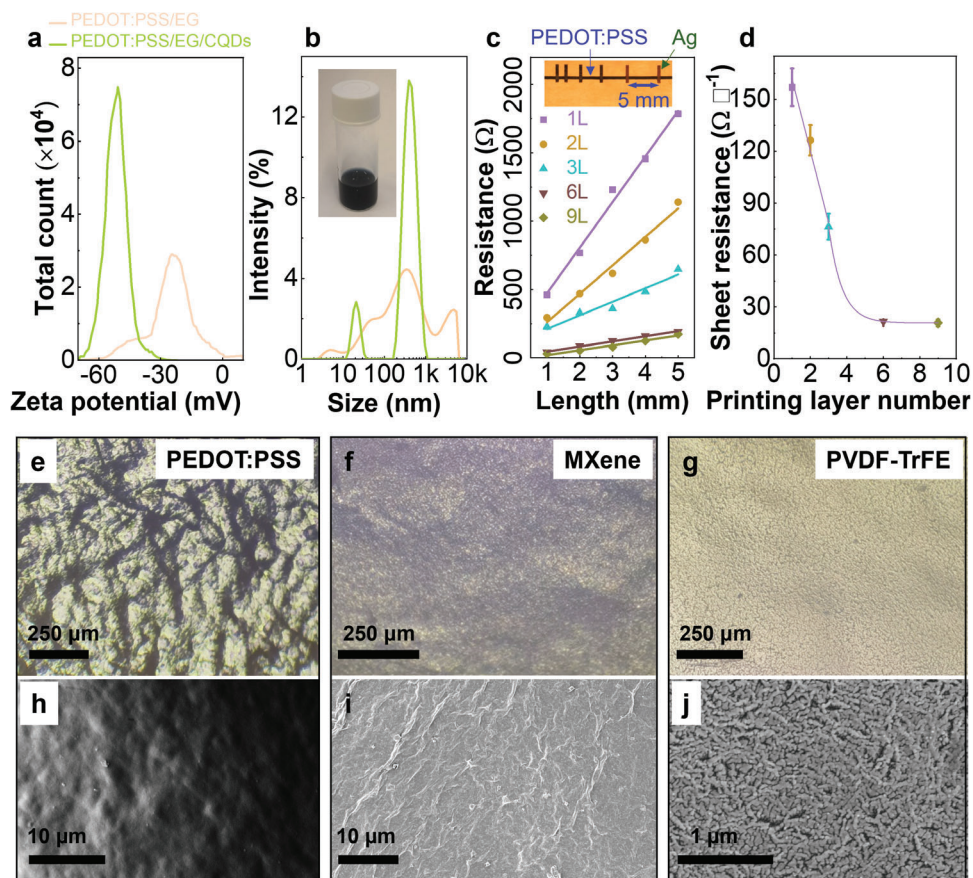 PEDOT:PSS/EG
PEDOT:PSS/EG/CQDs
a
Total count (×10⁴)
8
6
4
2
0
-60
-30
0
Zeta potential (mV)
b
Intensity (%)
12
8
4
0
1
10
100
1k
10k
Size (nm)
c
PEDOT:PSS
Ag
5 mm
1L
2L
3L
6L
9L
Resistance (Ω)
2000
1750
1500
1250
1000
500
250
0
1
2
3
4
5
Length (mm)
d
Sheet resistance (Ω □⁻¹)
150
120
90
60
30
0
0
2
4
6
8
10
Printing layer number
e
PEDOT:PSS
250 µm
f
MXene
250 µm
g
PVDF-TrFE
250 µm
h
10 µm
i
10 µm
j
1 µm